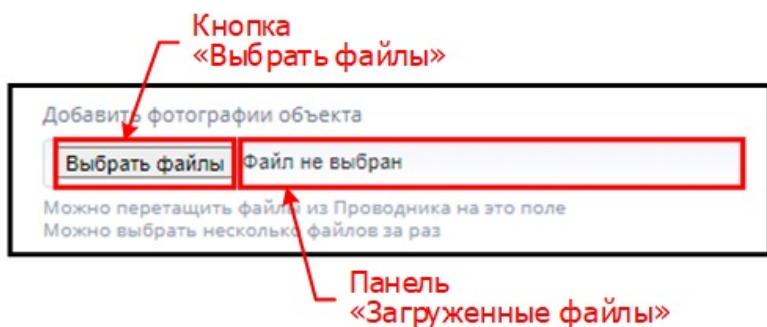 Кнопка
«Выбрать файлы»
Добавить фотографии объекта
Выбрать файлы Файл не выбран
Можно перетащить файлы из Проводника на это поле
Можно выбрать несколько файлов за раз
Панель
«Загруженные файлы»